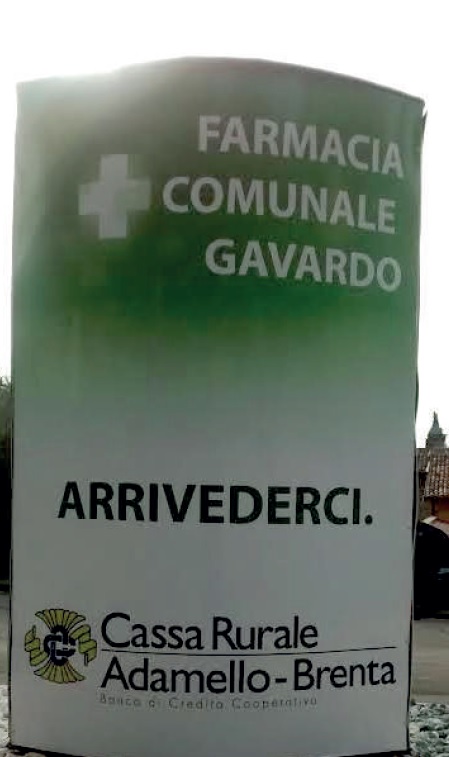 FARMACIA
COMUNALE
GAVARDO
ARRIVEDERCI.
Cassa Rurale
Adamello-Brenta
Banca di Credito Cooperativo